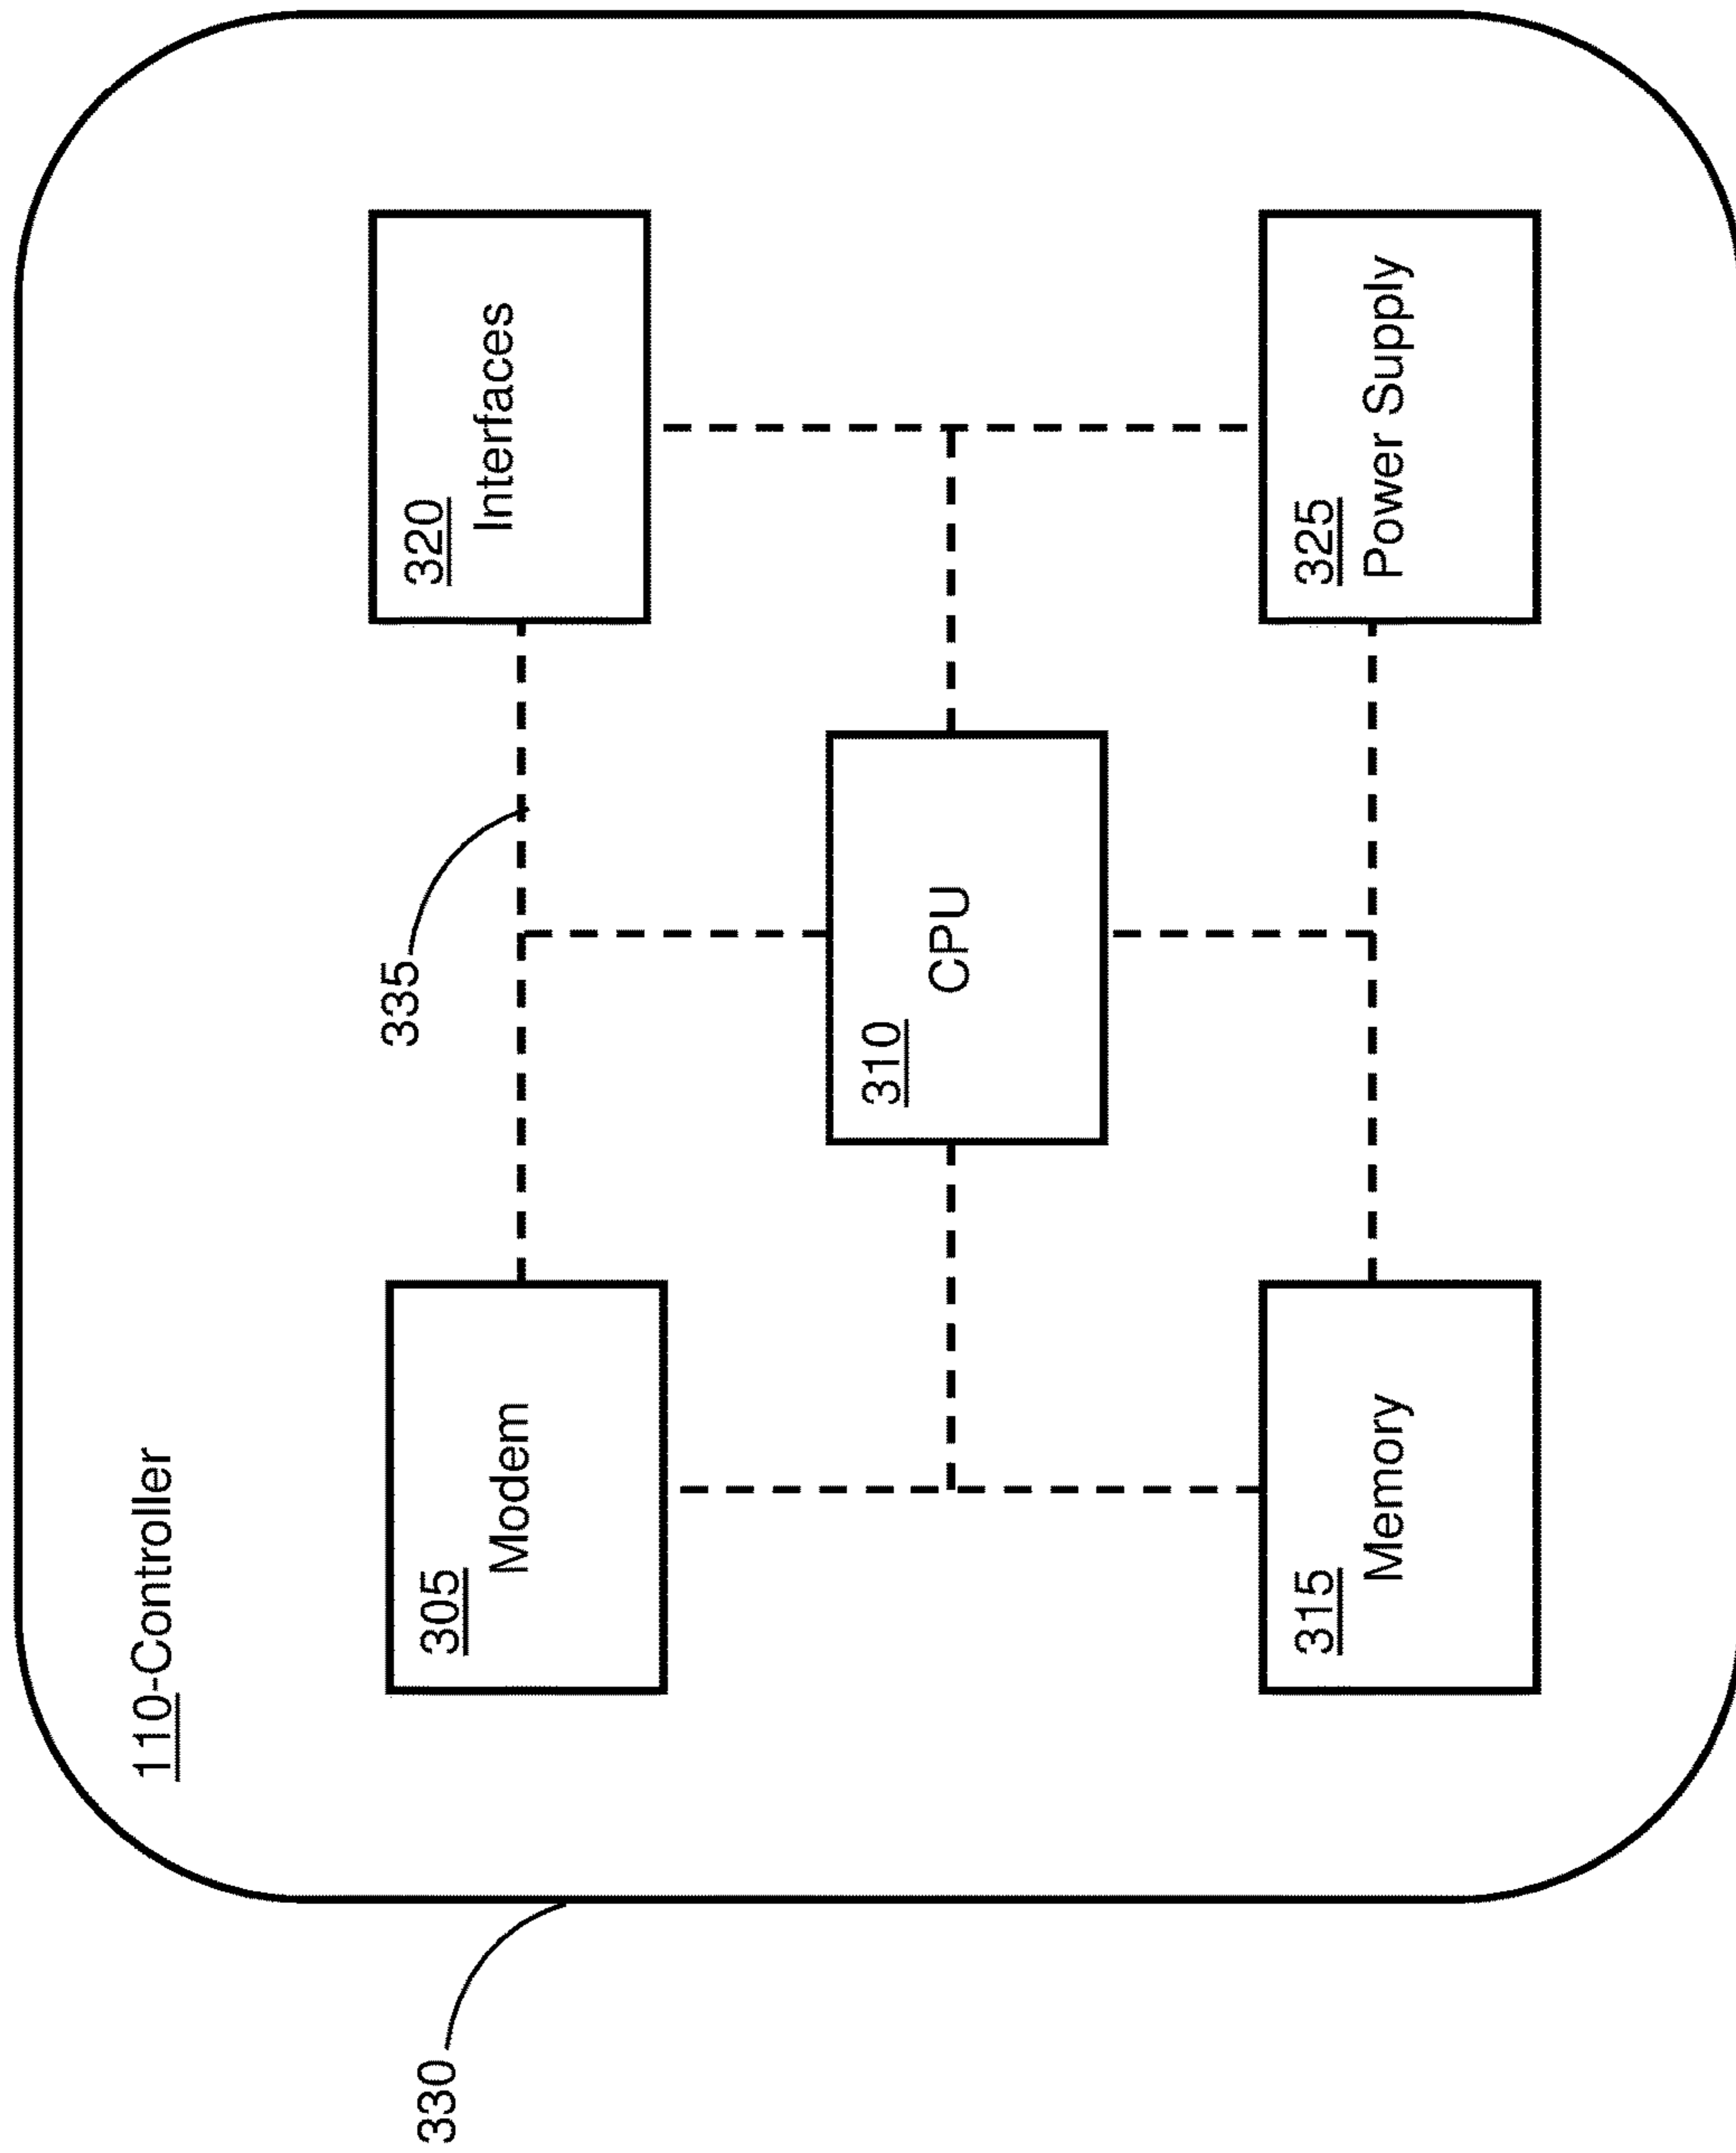 110-Controller
305
Modem
335
320
Interfaces
310
CPU
315
Memory
325
Power Supply
330